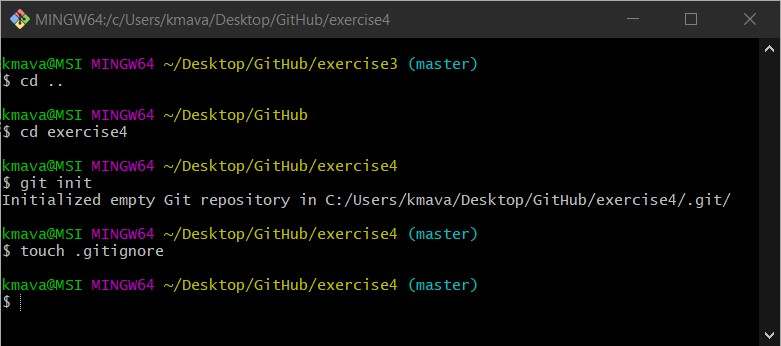 MINGW64:/c/Users/kmava/Desktop/GitHub/exercise4
kmava@MSI MINGW64 ~/Desktop/GitHub/exercise3 (master)
$ cd ..
kmava@MSI MINGW64 ~/Desktop/GitHub
$ cd exercise4
kmava@MSI MINGW64 ~/Desktop/GitHub/exercise4
$ git init
Initialized empty Git repository in C:/Users/kmava/Desktop/GitHub/exercise4/.git/
kmava@MSI MINGW64 ~/Desktop/GitHub/exercise4 (master)
$ touch .gitignore
kmava@MSI MINGW64 ~/Desktop/GitHub/exercise4 (master)
$